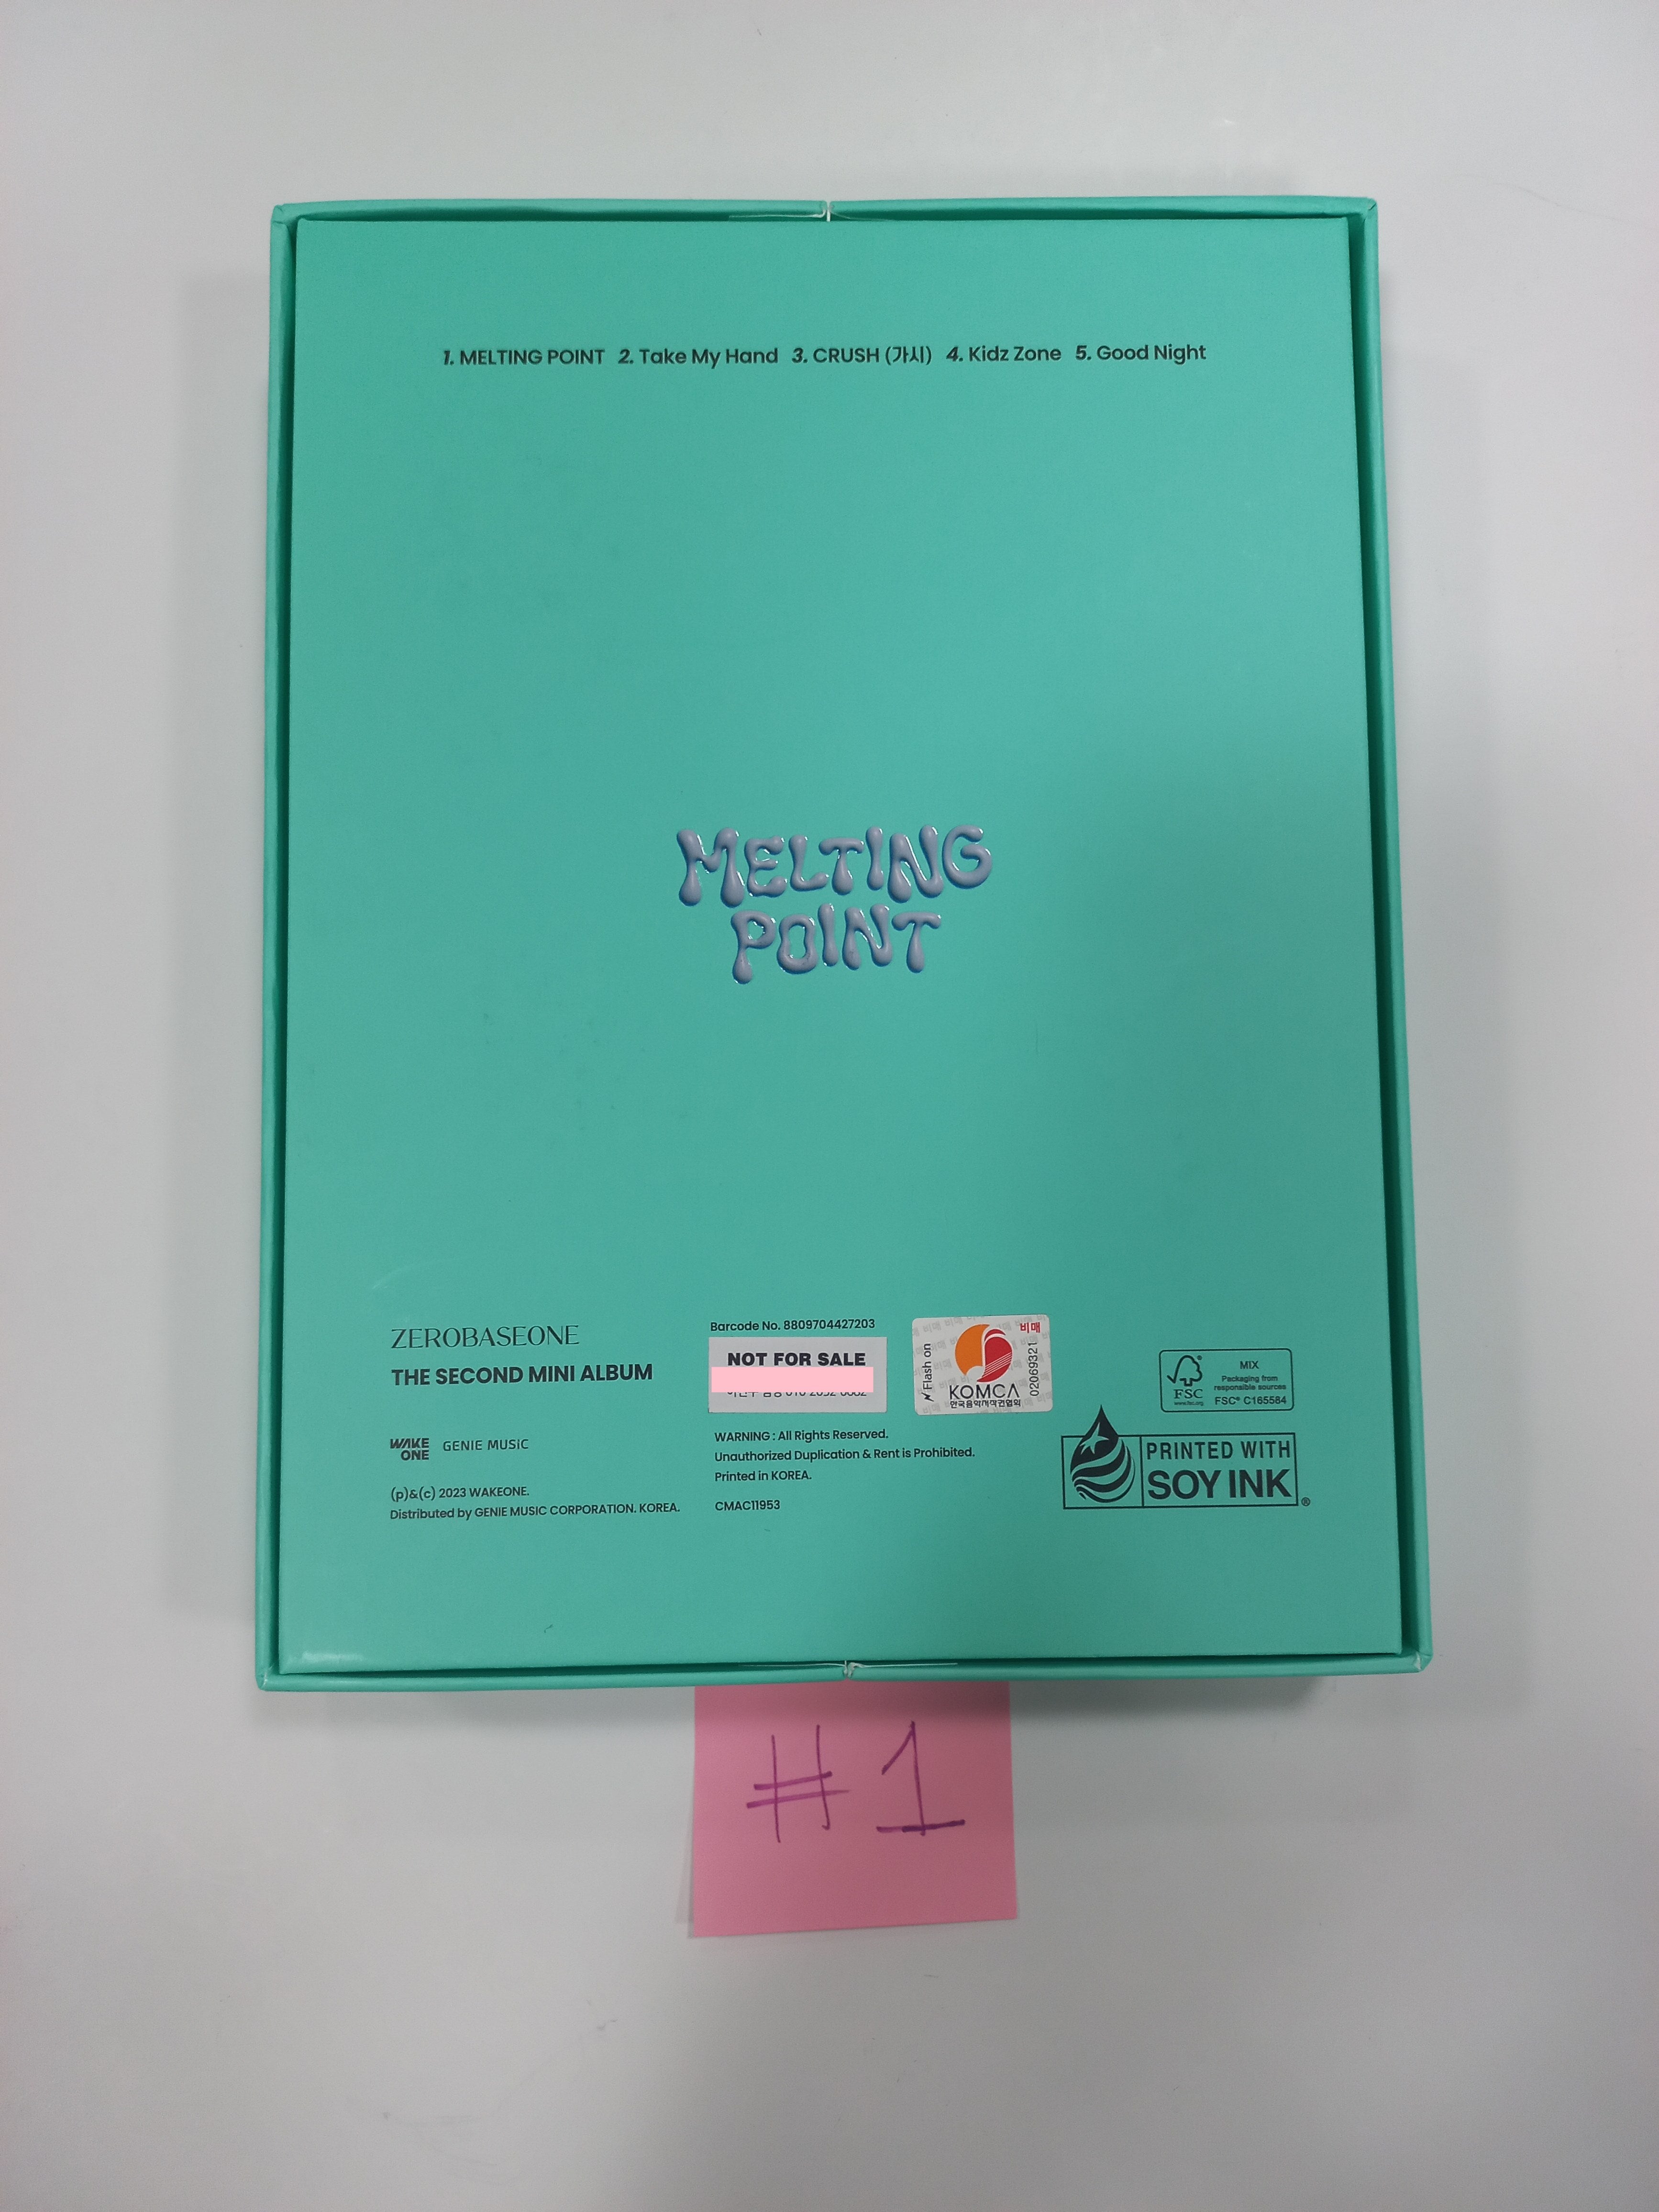 1. MELTING POINT 2. Take My Hand 3. CRUSH (가시) 4. Kidz Zone 5. Good Night
MELTING
POINT
ZEROBASEONE
THE SECOND MINI ALBUM
WAKE
ONE
GENIE MUSIC
(p)&(c) 2023 WAKEONE.
Distributed by GENIE MUSIC CORPORATION. KOREA.
Barcode No. 8809704427203
NOT FOR SALE
WARNING : All Rights Reserved.
Unauthorized Duplication & Rent is Prohibited.
Printed in KOREA.
CMAC11953
비매
Flash on
KOMCA
한국음악저작권협회
02069321
FSC
www.fsc.org
MIX
Packaging from
responsible sources
FSC® C165584
PRINTED WITH
SOY INK®
#1